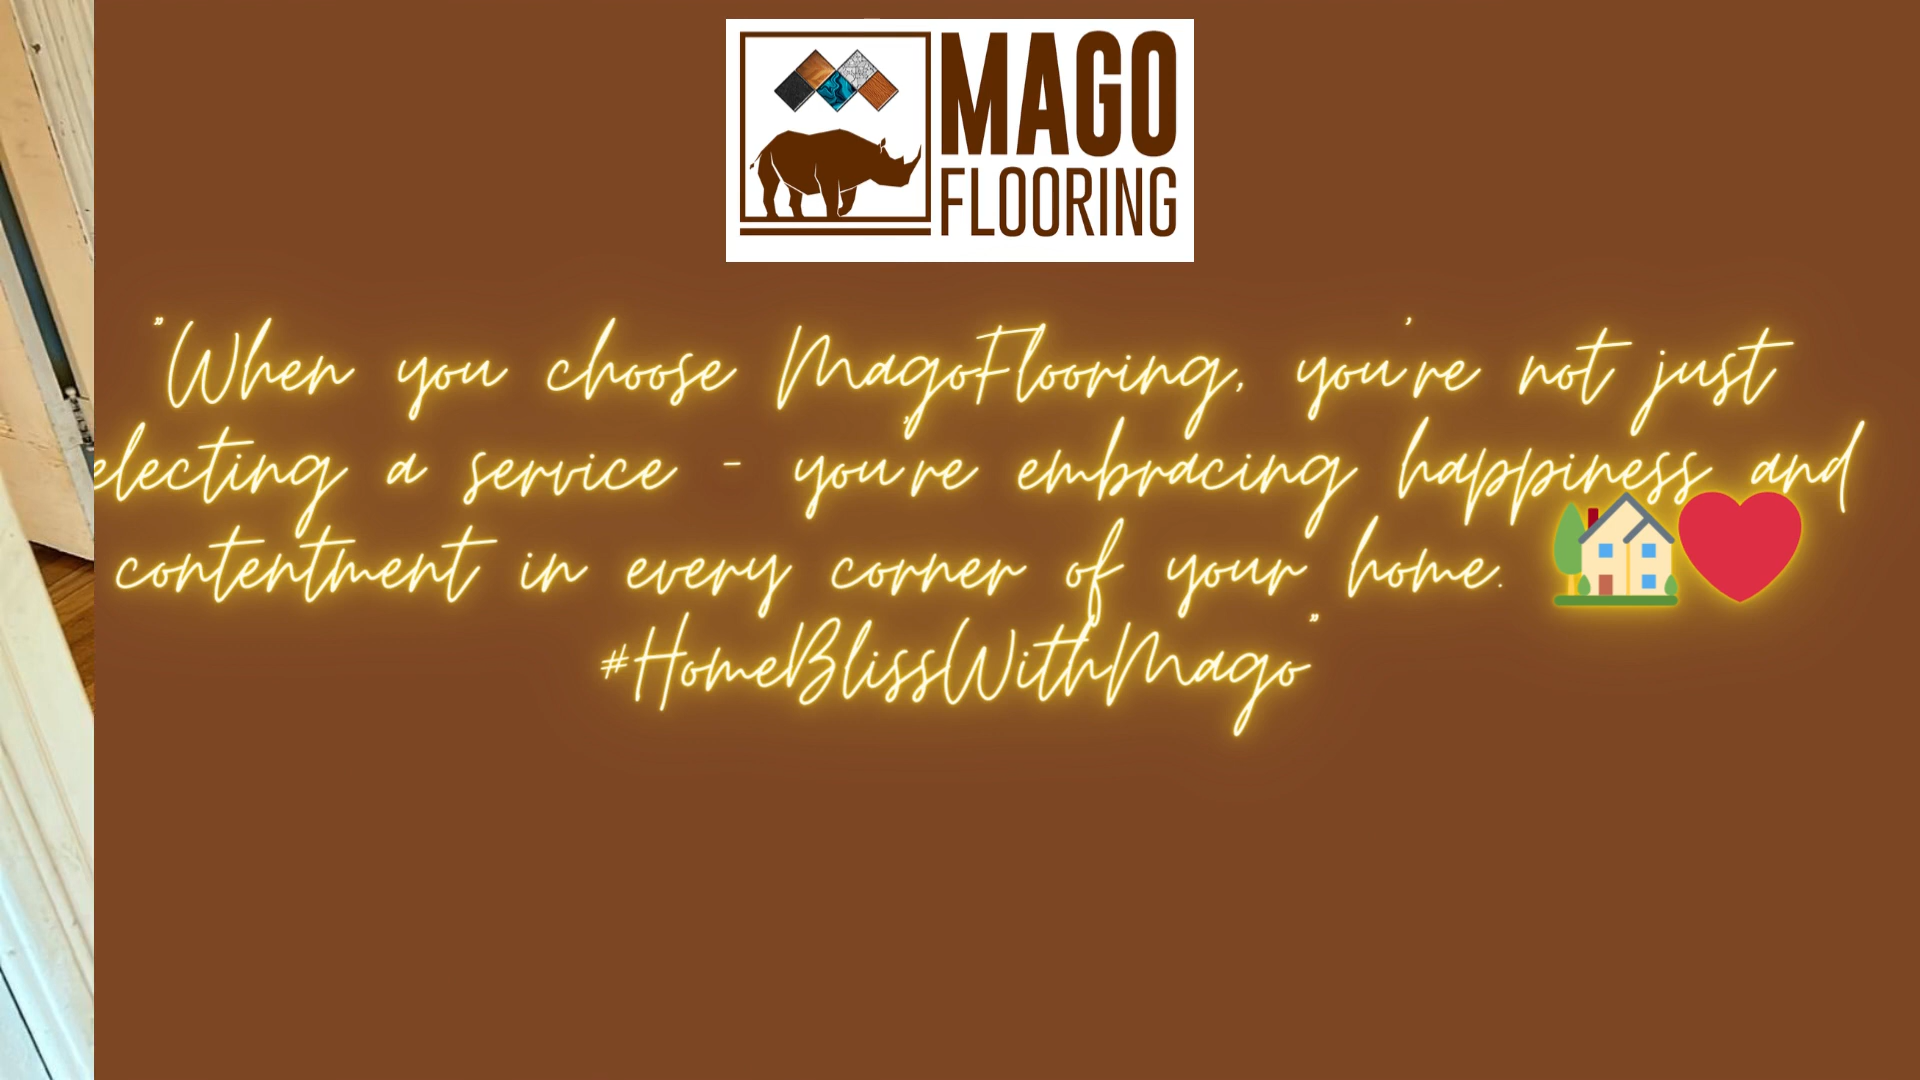 MAGO
FLOORING
"When you choose MagoFlooring, you're not just
electing a service - you're embracing happiness and
contentment in every corner of your home. 🏡❤️
#HomeBlissWithMago"